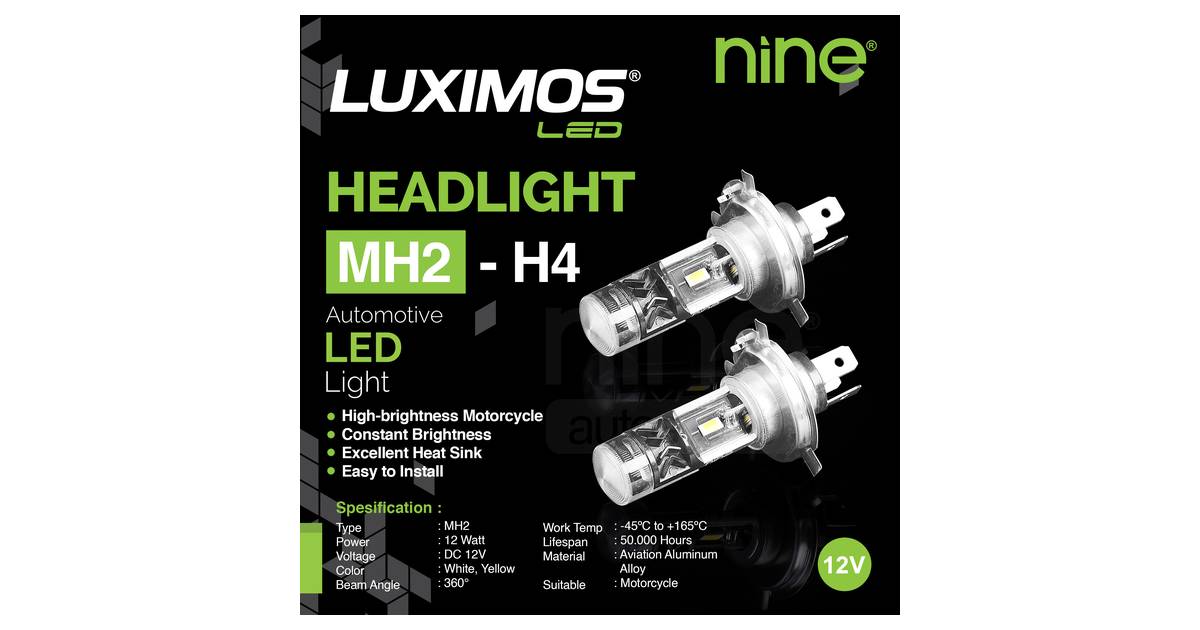 nine®
LUXIMOS®
LED
HEADLIGHT
MH2 - H4
Automotive
LED
Light
High-brightness Motorcycle
Constant Brightness
Excellent Heat Sink
Easy to Install
Spesification :
Type : MH2
Power : 12 Watt
Voltage : DC 12V
Color : White, Yellow
Beam Angle : 360°
Work Temp : -45ºC to +165ºC
Lifespan : 50.000 Hours
Material : Aviation Aluminum
Alloy
Suitable : Motorcycle
12V
nine®